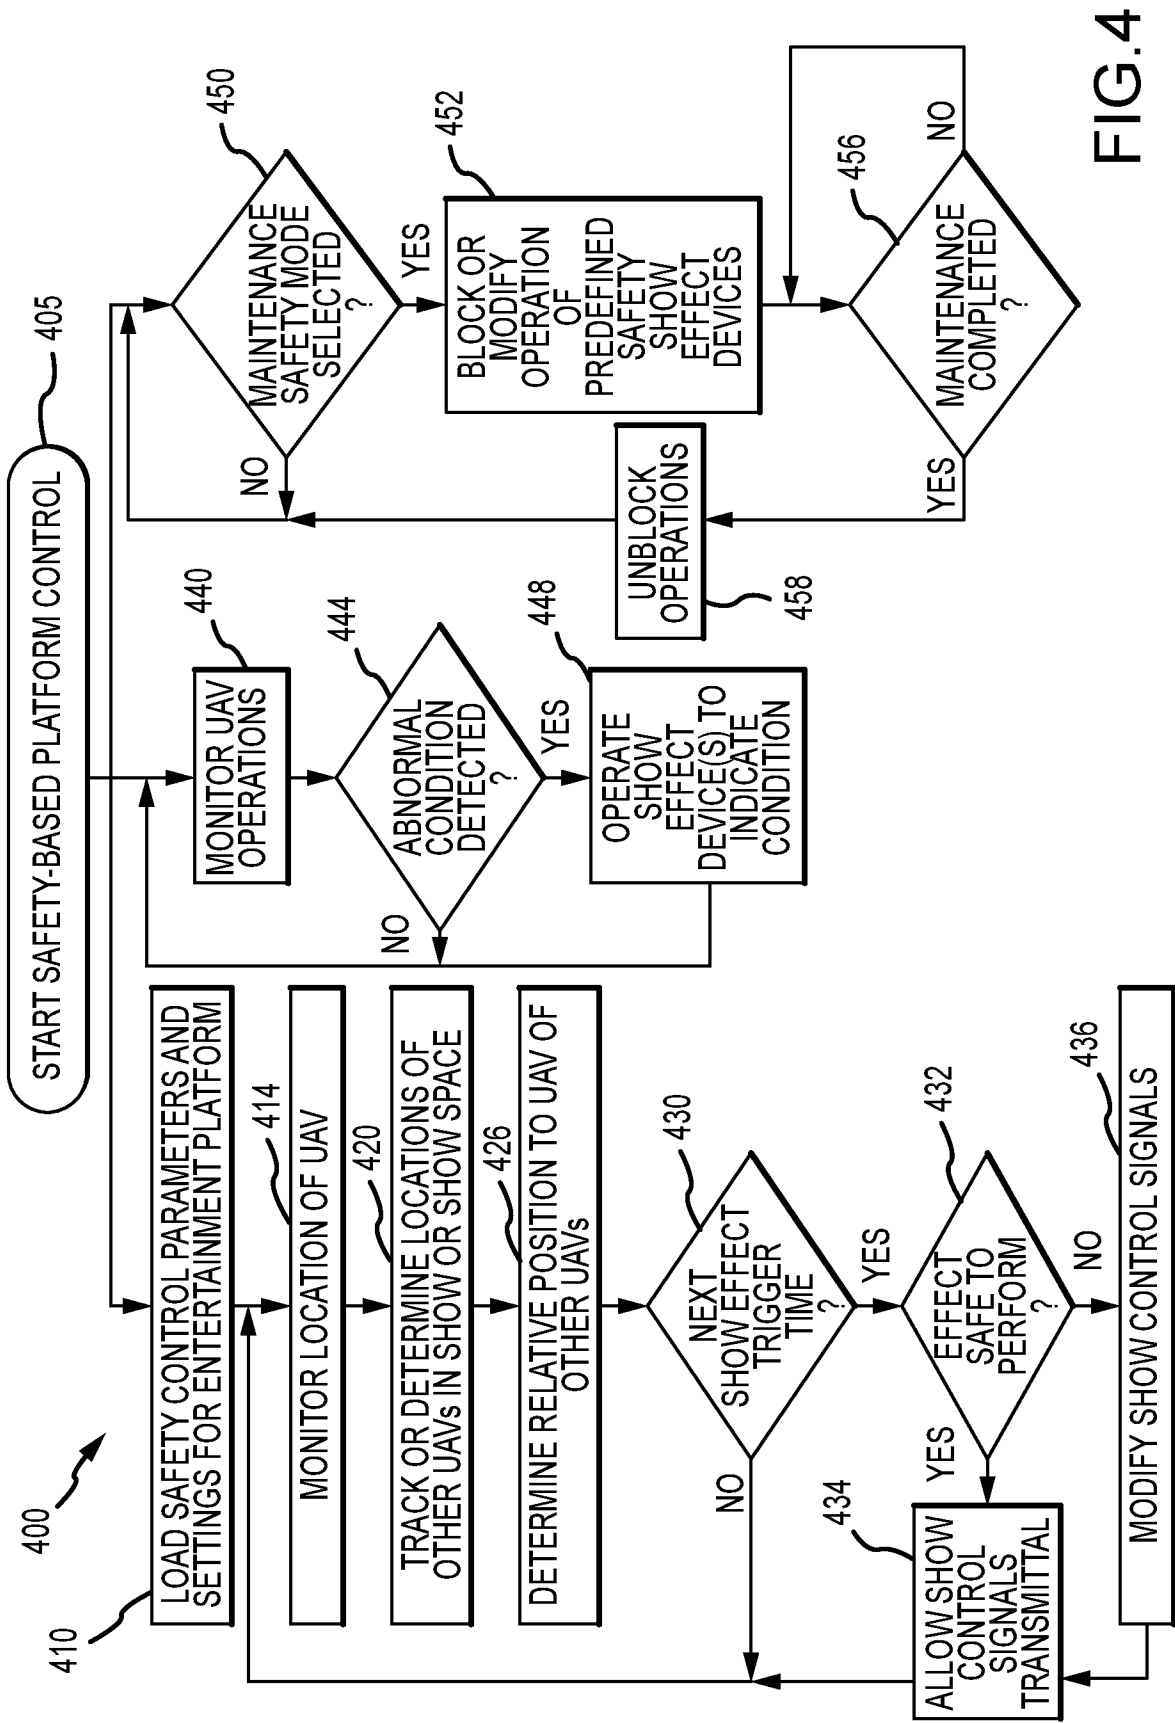 START SAFETY-BASED PLATFORM CONTROL
405
400
410
LOAD SAFETY CONTROL PARAMETERS AND
SETTINGS FOR ENTERTAINMENT PLATFORM
414
MONITOR LOCATION OF UAV
420
TRACK OR DETERMINE LOCATIONS OF
OTHER UAVs IN SHOW OR SHOW SPACE
426
DETERMINE RELATIVE POSITION TO UAV OF
OTHER UAVs
430
NEXT
SHOW EFFECT
TRIGGER
TIME
?
NO
YES
432
EFFECT
SAFE TO
PERFORM
?
YES
NO
434
ALLOW SHOW
CONTROL
SIGNALS
TRANSMITTAL
436
MODIFY SHOW CONTROL SIGNALS
440
MONITOR UAV
OPERATIONS
444
ABNORMAL
CONDITION
DETECTED
?
NO
YES
448
OPERATE
SHOW
EFFECT
DEVICE(S) TO
INDICATE
CONDITION
450
MAINTENANCE
SAFETY MODE
SELECTED
?
NO
YES
452
BLOCK OR
MODIFY
OPERATION
OF
PREDEFINED
SAFETY
SHOW
EFFECT
DEVICES
456
MAINTENANCE
COMPLETED
?
NO
YES
UNBLOCK
OPERATIONS
458
FIG.4